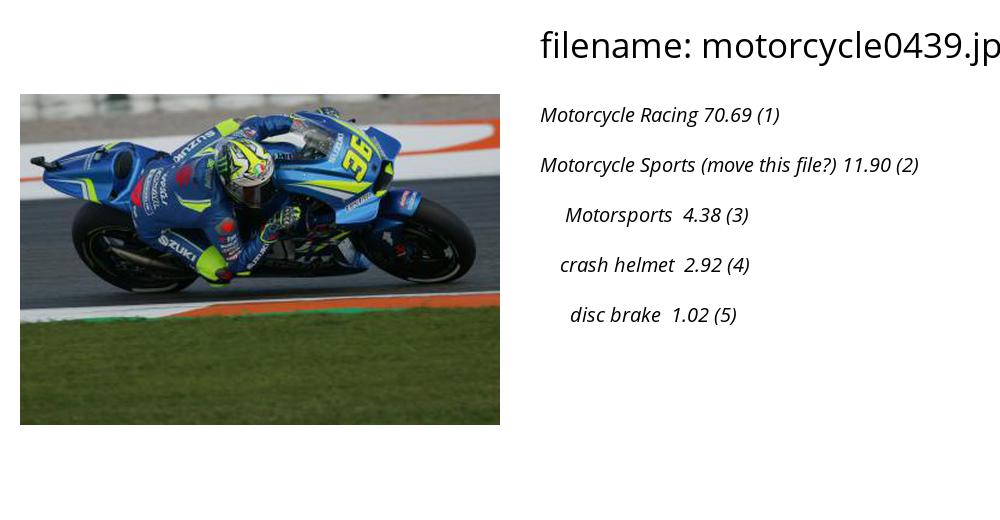 filename: motorcycle0439.jp
Motorcycle Racing 70.69 (1)
Motorcycle Sports (move this file?) 11.90 (2)
Motorsports 4.38 (3)
crash helmet 2.92 (4)
disc brake 1.02 (5)
SUZUKI
36
SUZUKI